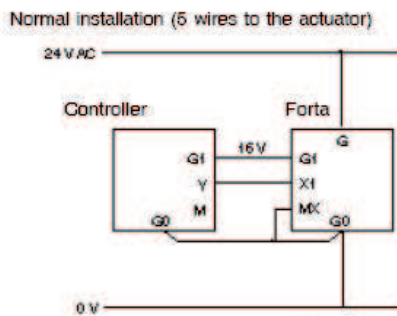 Normal installation (5 wires to the actuator)
24 V AC
Controller Forta
G
G1 16 V G1
Y X1
M MX
G0 G0
0 V